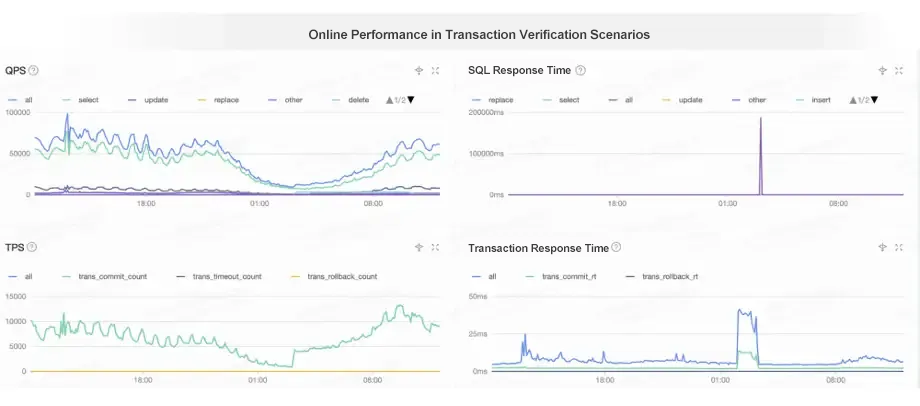 Online Performance in Transaction Verification Scenarios
QPS ?
all select update replace other delete ▲1/2▼
100000
50000
0
18:00 01:00 08:00
SQL Response Time ?
replace select all update other insert ▲1/2▼
200000ms
100000ms
0ms
18:00 01:00 08:00
TPS ?
all trans_commit_count trans_timeout_count trans_rollback_count
15000
10000
5000
0
18:00 01:00 08:00
Transaction Response Time ?
all trans_commit_rt trans_rollback_rt
50ms
25ms
0ms
18:00 01:00 08:00